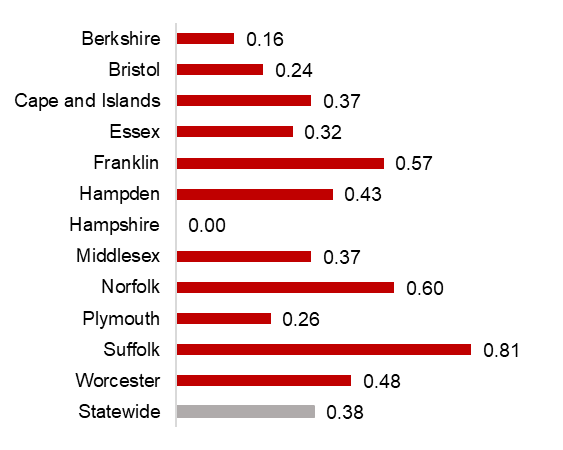 Berkshire 0.16
Bristol 0.24
Cape and Islands 0.37
Essex 0.32
Franklin 0.57
Hampden 0.43
Hampshire 0.00
Middlesex 0.37
Norfolk 0.60
Plymouth 0.26
Suffolk 0.81
Worcester 0.48
Statewide 0.38